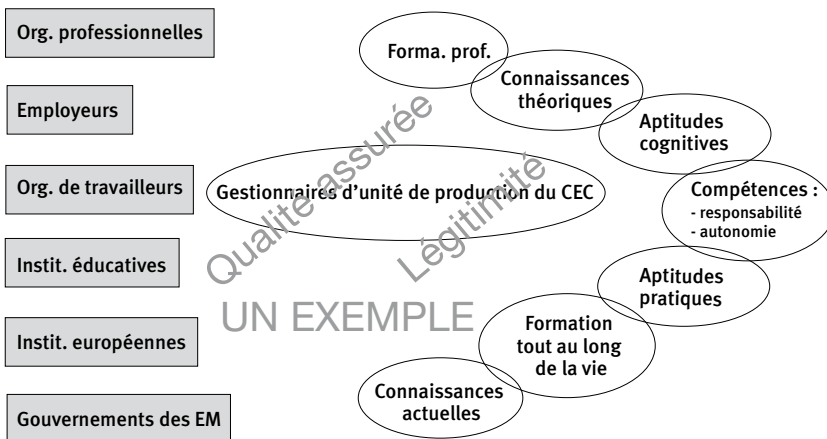 Org. professionnelles
Employeurs
Org. de travailleurs
Instit. éducatives
Instit. européennes
Gouvernements des EM
Forma. prof.
Connaissances
théoriques
Aptitudes
cognitives
Gestionnaires d'unité de production du CEC
Compétences :
- responsabilité
- autonomie
Aptitudes
pratiques
Formation
tout au long
de la vie
Connaissances
actuelles
Qualité assurée
Légitimité
UN EXEMPLE